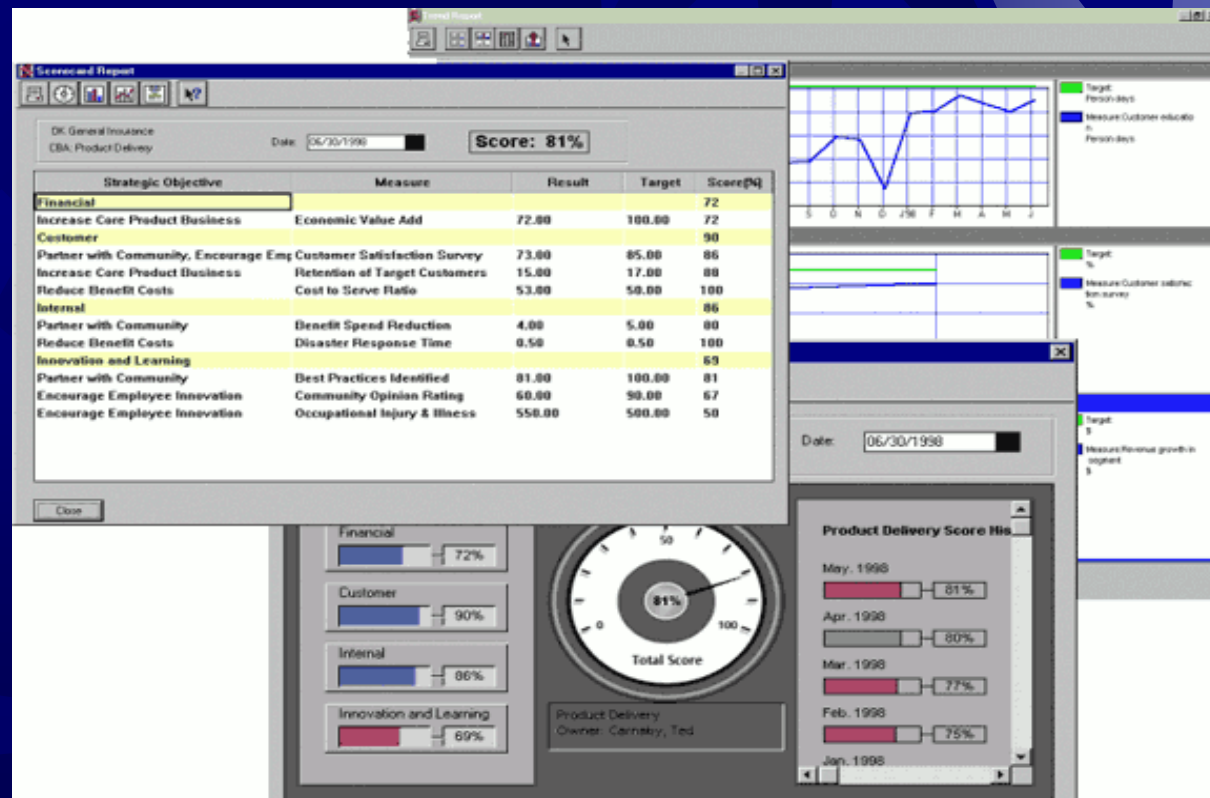 Trend Report
Scorecard Report
DK: General Insurance
CBA: Product Delivery
Date: 06/30/1998
Score: 81%
Strategic Objective Measure Result Target Score[%]
Financial 72
Increase Core Product Business Economic Value Add 72.00 100.00 72
Customer 90
Partner with Community, Encourage Emp Customer Satisfaction Survey 73.00 85.00 86
Increase Core Product Business Retention of Target Customers 15.00 17.00 88
Reduce Benefit Costs Cost to Serve Ratio 53.00 50.00 100
Internal 86
Partner with Community Benefit Spend Reduction 4.00 5.00 80
Reduce Benefit Costs Disaster Response Time 0.50 0.50 100
Innovation and Learning 69
Partner with Community Best Practices Identified 81.00 100.00 81
Encourage Employee Innovation Community Opinion Rating 60.00 90.00 67
Encourage Employee Innovation Occupational Injury & Illness 550.00 500.00 50
Close
Target:
Person days
Measure:Customer educatio
n.
Person days
S O N D J'98 F M A M J
Target:
%
Measure:Customer satisfac
tion survey
%
Target:
$
Measure:Revenue growth in
segment
$
Date: 06/30/1998
Financial
72%
Customer
90%
Internal
86%
Innovation and Learning
69%
50
81%
0 100
Total Score
Product Delivery
Owner: Carnaby, Ted
Product Delivery Score His
May. 1998
81%
Apr. 1998
80%
Mar. 1998
77%
Feb. 1998
75%
Jan. 1998